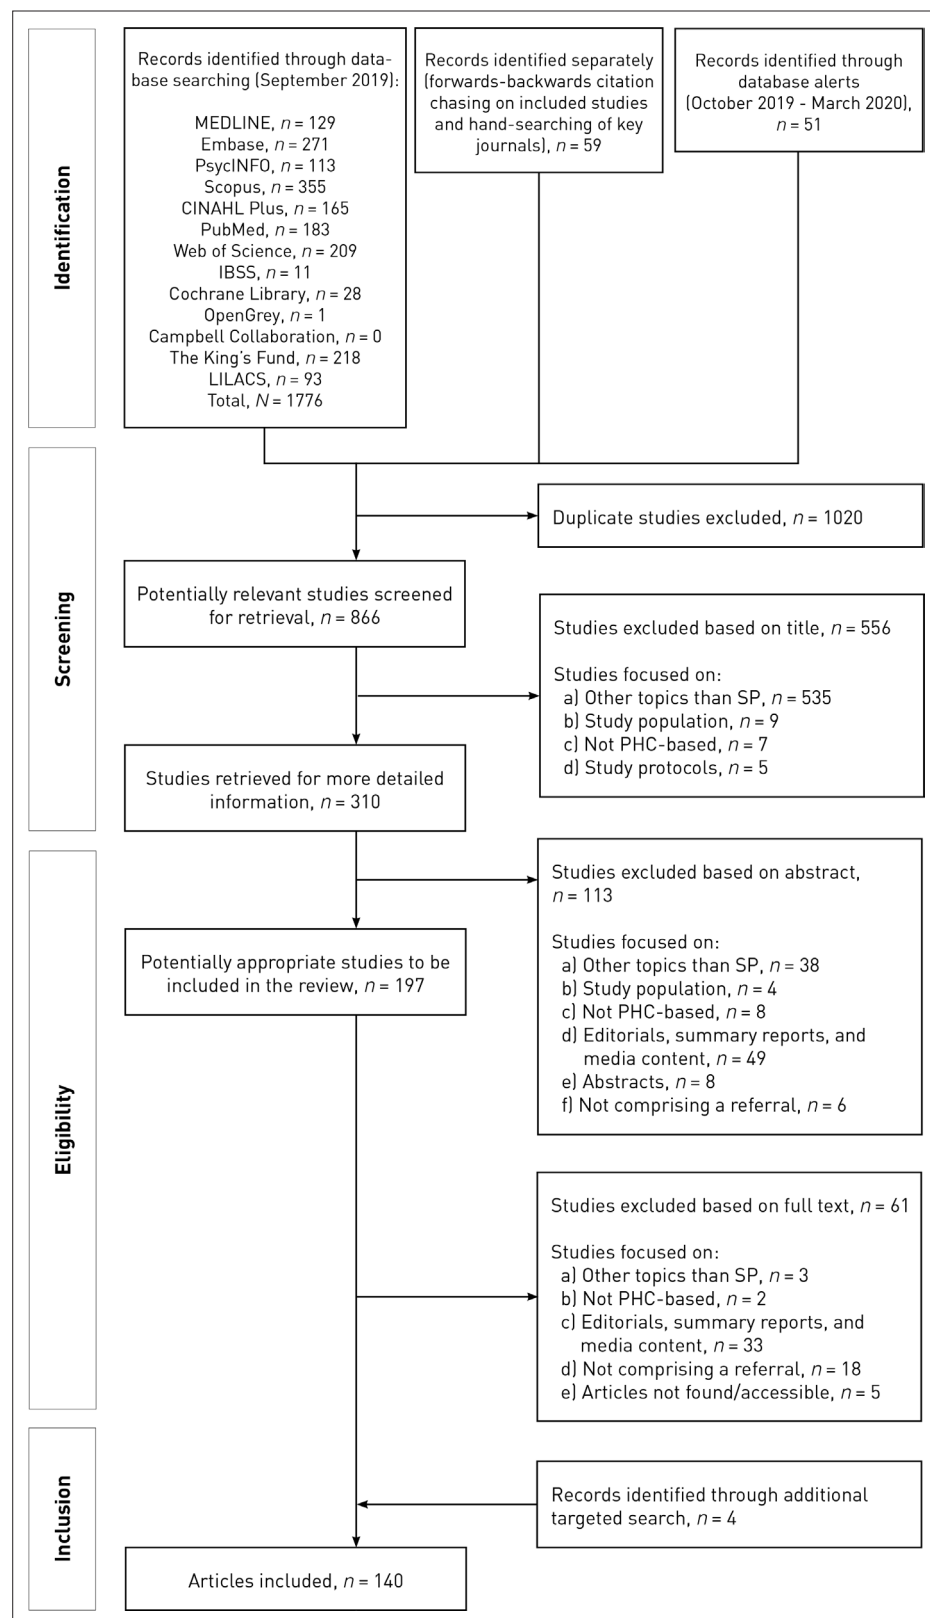 Identification
Records identified through data-
base searching (September 2019):
MEDLINE, n = 129
Embase, n = 271
PsycINFO, n = 113
Scopus, n = 355
CINAHL Plus, n = 165
PubMed, n = 183
Web of Science, n = 209
IBSS, n = 11
Cochrane Library, n = 28
OpenGrey, n = 1
Campbell Collaboration, n = 0
The King's Fund, n = 218
LILACS, n = 93
Total, N = 1776
Records identified separately
(forwards-backwards citation
chasing on included studies
and hand-searching of key
journals), n = 59
Records identified through
database alerts
(October 2019 - March 2020),
n = 51
Screening
Duplicate studies excluded, n = 1020
Potentially relevant studies screened
for retrieval, n = 866
Studies excluded based on title, n = 556
Studies focused on:
a) Other topics than SP, n = 535
b) Study population, n = 9
c) Not PHC-based, n = 7
d) Study protocols, n = 5
Studies retrieved for more detailed
information, n = 310
Eligibility
Studies excluded based on abstract,
n = 113
Studies focused on:
a) Other topics than SP, n = 38
b) Study population, n = 4
c) Not PHC-based, n = 8
d) Editorials, summary reports, and
media content, n = 49
e) Abstracts, n = 8
f) Not comprising a referral, n = 6
Potentially appropriate studies to be
included in the review, n = 197
Studies excluded based on full text, n = 61
Studies focused on:
a) Other topics than SP, n = 3
b) Not PHC-based, n = 2
c) Editorials, summary reports, and
media content, n = 33
d) Not comprising a referral, n = 18
e) Articles not found/accessible, n = 5
Inclusion
Records identified through additional
targeted search, n = 4
Articles included, n = 140